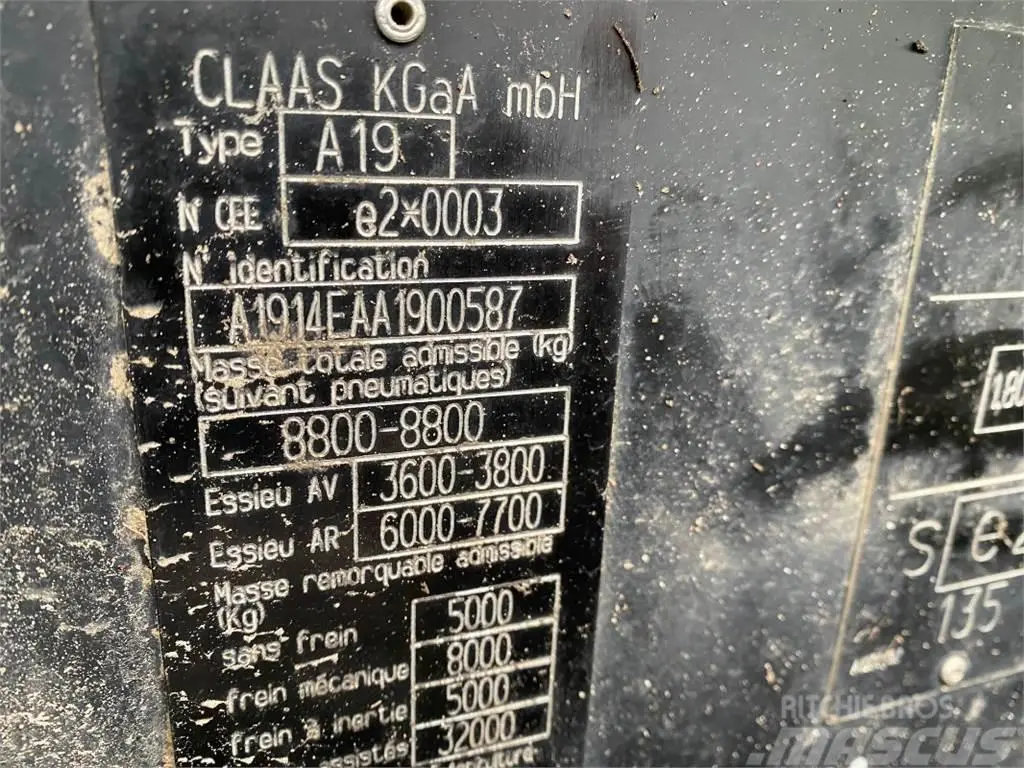 CLAAS KGaA mbH
Type A19
N° CEE e2*0003
N° identification
A1914EAA1900587
Masse totale admissible (kg)
(suivant pneumatiques)
8800-8800
Essieu AV 3600-3800
Essieu AR 6000-7700
Masse remorquable admissible
(Kg)
sans frein 5000
frein mécanique 8000
frein à inertie 5000
32000
S e
135
RITCHIE BROS
MASCUS